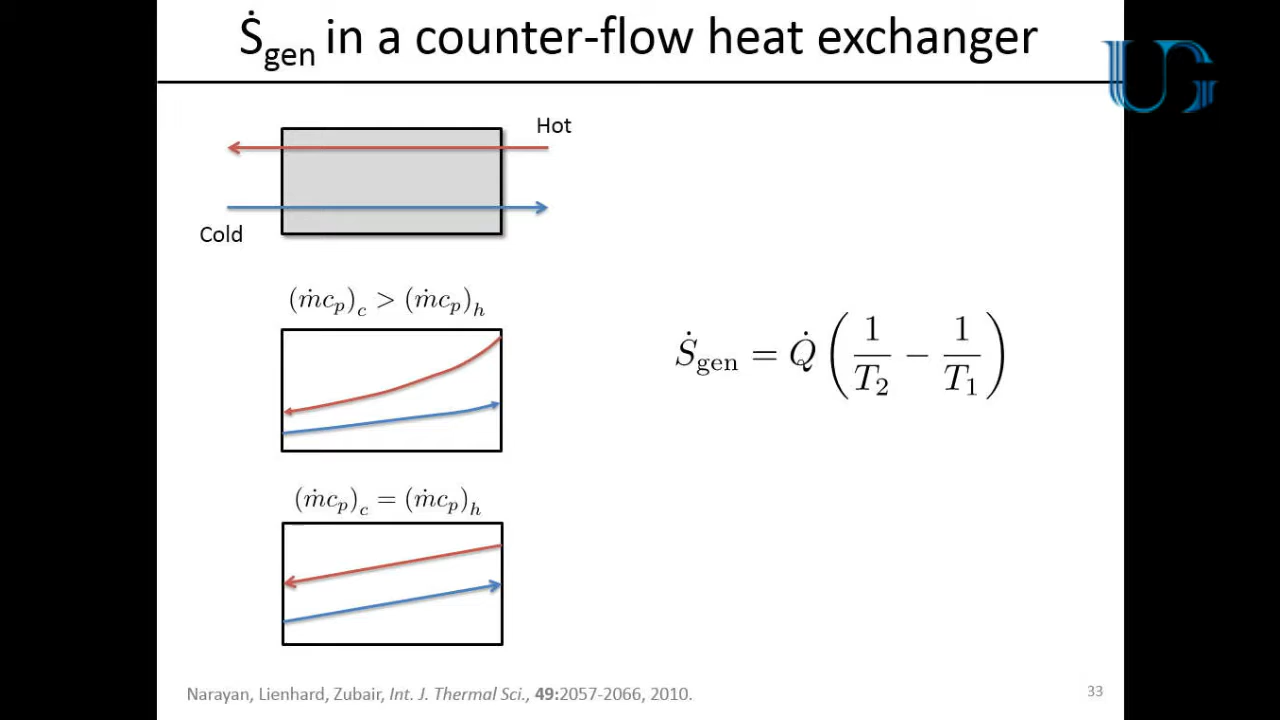 Ṡgen in a counter-flow heat exchanger
UG
Hot
Cold
(ṁcₚ)c > (ṁcₚ)h
Ṡgen = Q̇ (1/T₂ − 1/T₁)
(ṁcₚ)c = (ṁcₚ)h
Narayan, Lienhard, Zubair, Int. J. Thermal Sci., 49:2057-2066, 2010.
33